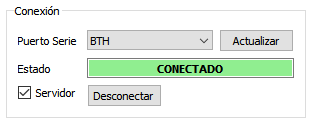 Conexión
Puerto Serie BTH Actualizar
Estado CONECTADO
Servidor Desconectar